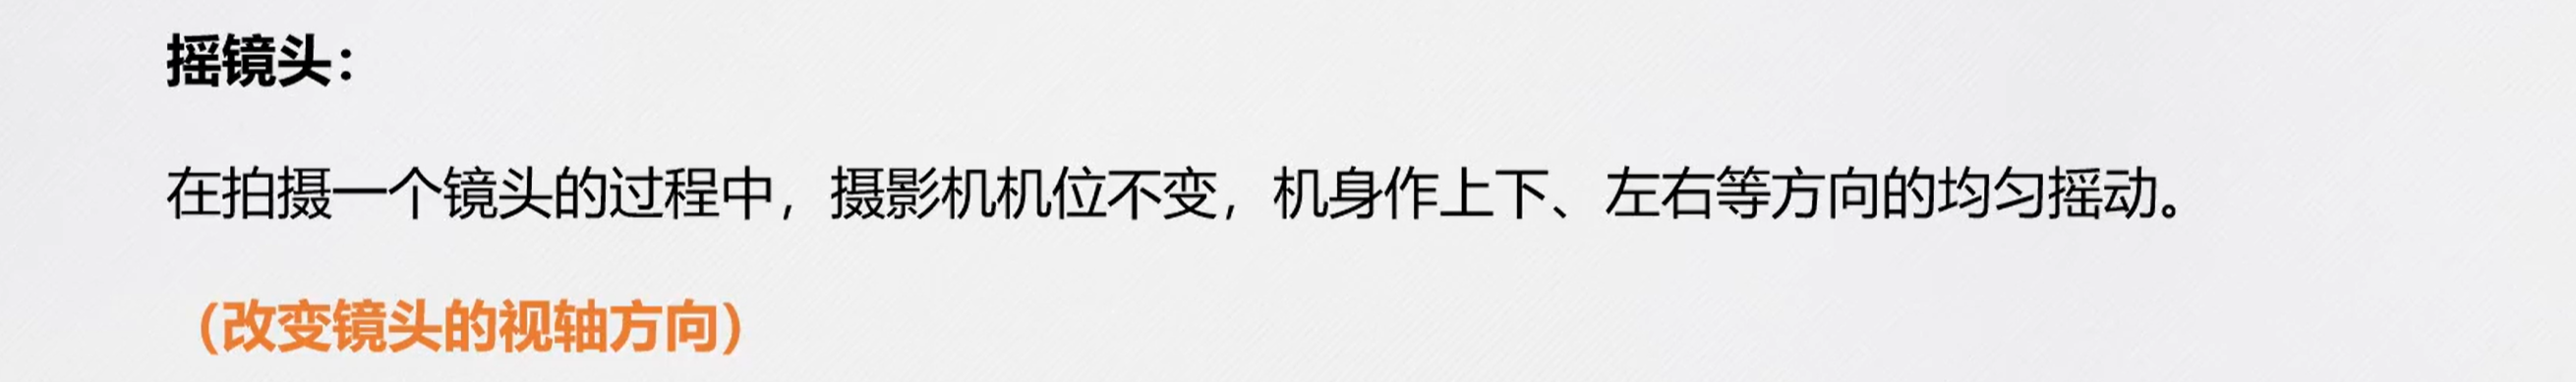 摇镜头：
在拍摄一个镜头的过程中，摄影机机位不变，机身作上下、左右等方向的均匀摇动。
（改变镜头的视轴方向）